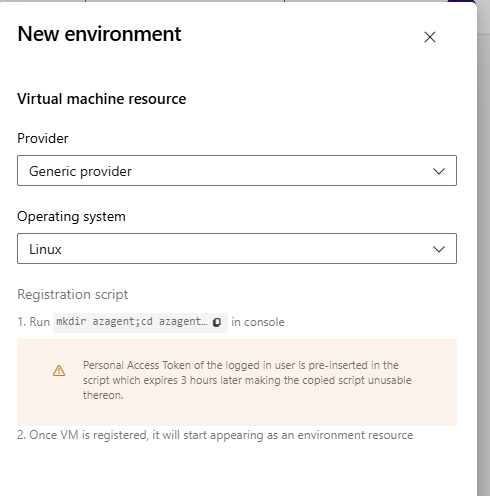 New environment
Virtual machine resource
Provider
Generic provider
Operating system
Linux
Registration script
1. Run mkdir azagent;cd azagent... in console
Personal Access Token of the logged in user is pre-inserted in the
script which expires 3 hours later making the copied script unusable
thereon.
2. Once VM is registered, it will start appearing as an environment resource